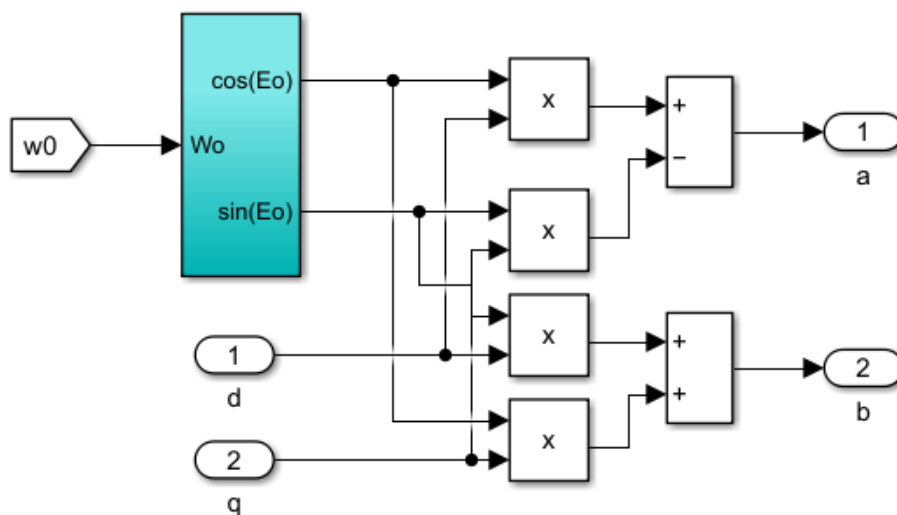 cos(Eo)
x
+
1
w0
Wo
−
a
sin(Eo)
x
1
x
+
2
d
+
b
2
x
q